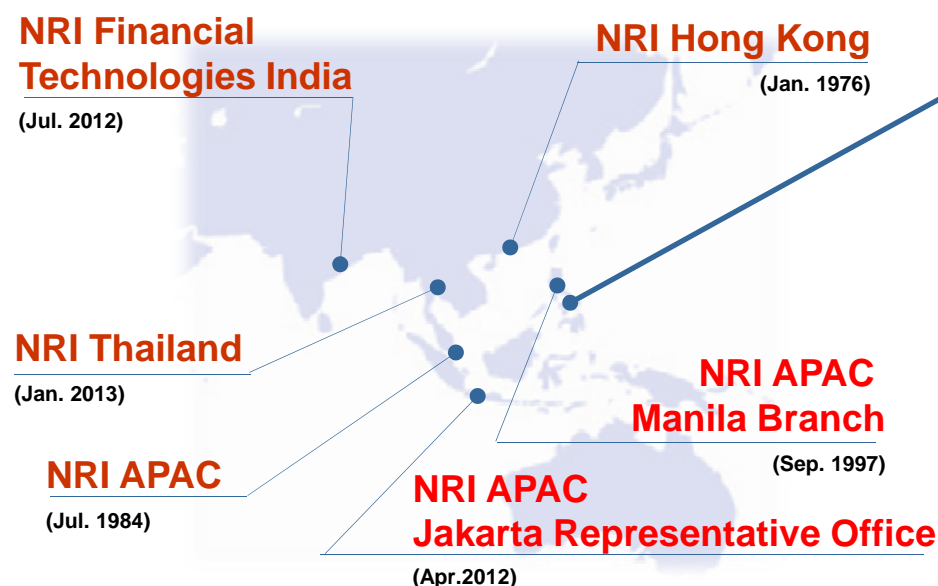 NRI Financial
Technologies India
(Jul. 2012)
NRI Hong Kong
(Jan. 1976)
NRI Thailand
(Jan. 2013)
NRI APAC
Manila Branch
(Sep. 1997)
NRI APAC
(Jul. 1984)
NRI APAC
Jakarta Representative Office
(Apr.2012)